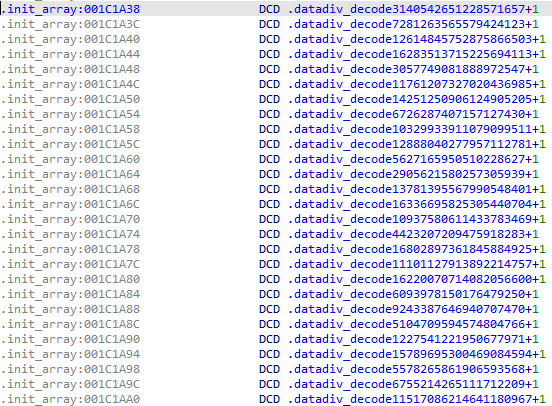 .init_array:001C1A38 DCD .datadiv_decode3140542651228571657+1
.init_array:001C1A3C DCD .datadiv_decode7281263565579424123+1
.init_array:001C1A40 DCD .datadiv_decode12614845752875866503+1
.init_array:001C1A44 DCD .datadiv_decode16283513715225694113+1
.init_array:001C1A48 DCD .datadiv_decode3057749081888972547+1
.init_array:001C1A4C DCD .datadiv_decode11761207327020436985+1
.init_array:001C1A50 DCD .datadiv_decode14251250906124905205+1
.init_array:001C1A54 DCD .datadiv_decode6726287407157127430+1
.init_array:001C1A58 DCD .datadiv_decode10329933911079099511+1
.init_array:001C1A5C DCD .datadiv_decode12888040277957112781+1
.init_array:001C1A60 DCD .datadiv_decode5627165950510228627+1
.init_array:001C1A64 DCD .datadiv_decode2905621580257305939+1
.init_array:001C1A68 DCD .datadiv_decode13781395567990548401+1
.init_array:001C1A6C DCD .datadiv_decode16336695825305440704+1
.init_array:001C1A70 DCD .datadiv_decode10937580611433783469+1
.init_array:001C1A74 DCD .datadiv_decode4423207209475918283+1
.init_array:001C1A78 DCD .datadiv_decode16802897361845884925+1
.init_array:001C1A7C DCD .datadiv_decode11101127913892214757+1
.init_array:001C1A80 DCD .datadiv_decode16220070714082056600+1
.init_array:001C1A84 DCD .datadiv_decode6093978150176479250+1
.init_array:001C1A88 DCD .datadiv_decode9243387646940707470+1
.init_array:001C1A8C DCD .datadiv_decode5104709594574804766+1
.init_array:001C1A90 DCD .datadiv_decode1227541221950677971+1
.init_array:001C1A94 DCD .datadiv_decode15789695300469084594+1
.init_array:001C1A98 DCD .datadiv_decode5578265861906593568+1
.init_array:001C1A9C DCD .datadiv_decode6755214265111712209+1
.init_array:001C1AA0 DCD .datadiv_decode11517086214641180967+1